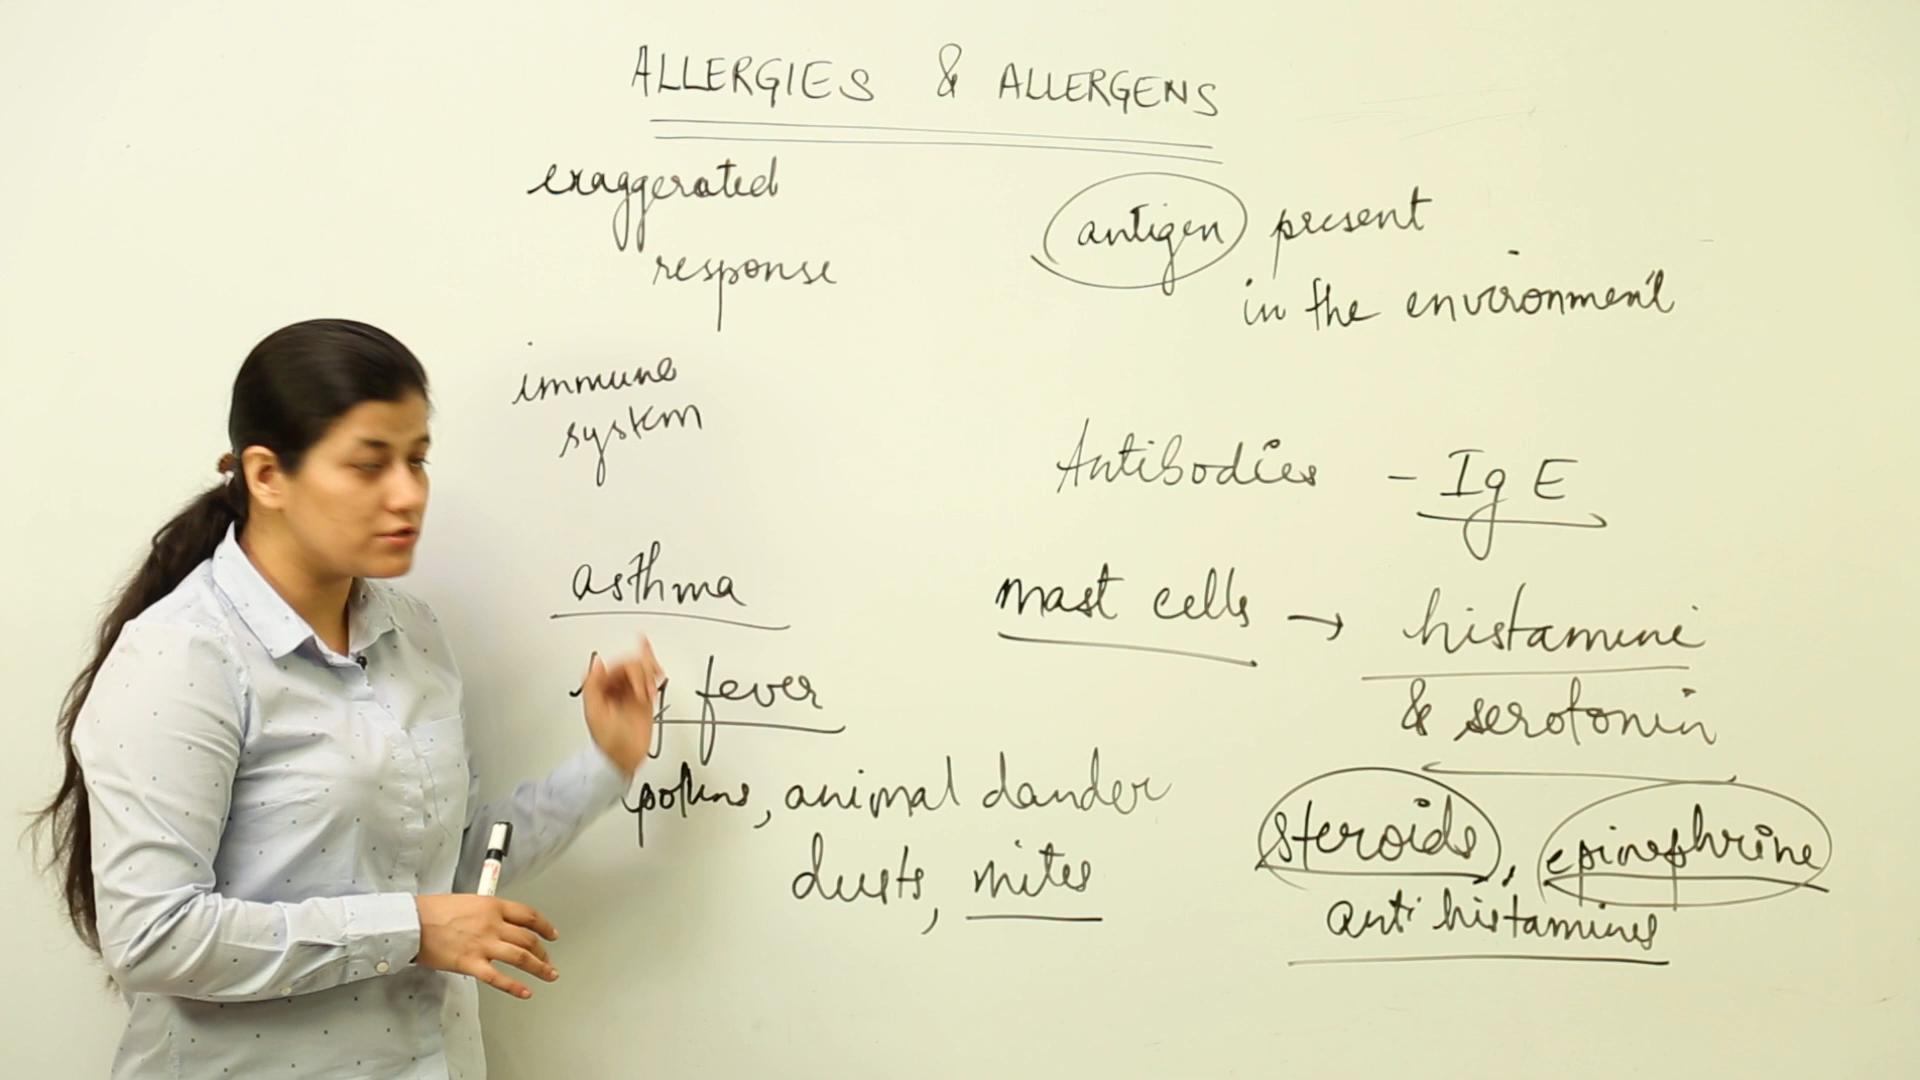 ALLERGIES & ALLERGENS
exaggerated
response
immune
system
asthma
fever
pollens, animal dander
dusts, mites
antigen present
in the environment
Antibodies - IgE
mast cells → histamine
& serotonin
steroids, epinephrine
anti histamines